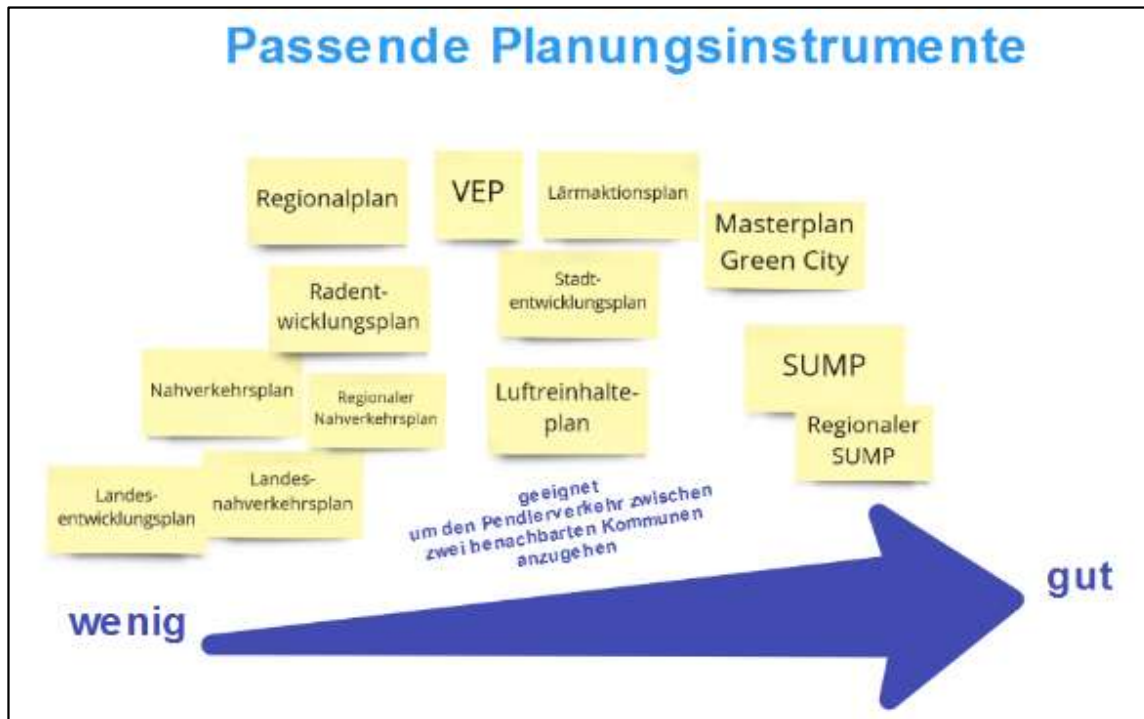 Passende Planungsinstrumente
Regionalplan
VEP
Lärmaktionsplan
Masterplan
Green City
Radent-
wicklungsplan
Stadt-
entwicklungsplan
Nahverkehrsplan
Regionaler
Nahverkehrsplan
Luftreinhalte-
plan
SUMP
Regionaler
SUMP
Landes-
entwicklungsplan
Landes-
nahverkehrsplan
geeignet
um den Pendlerverkehr zwischen
zwei benachbarten Kommunen
anzugehen
wenig
gut